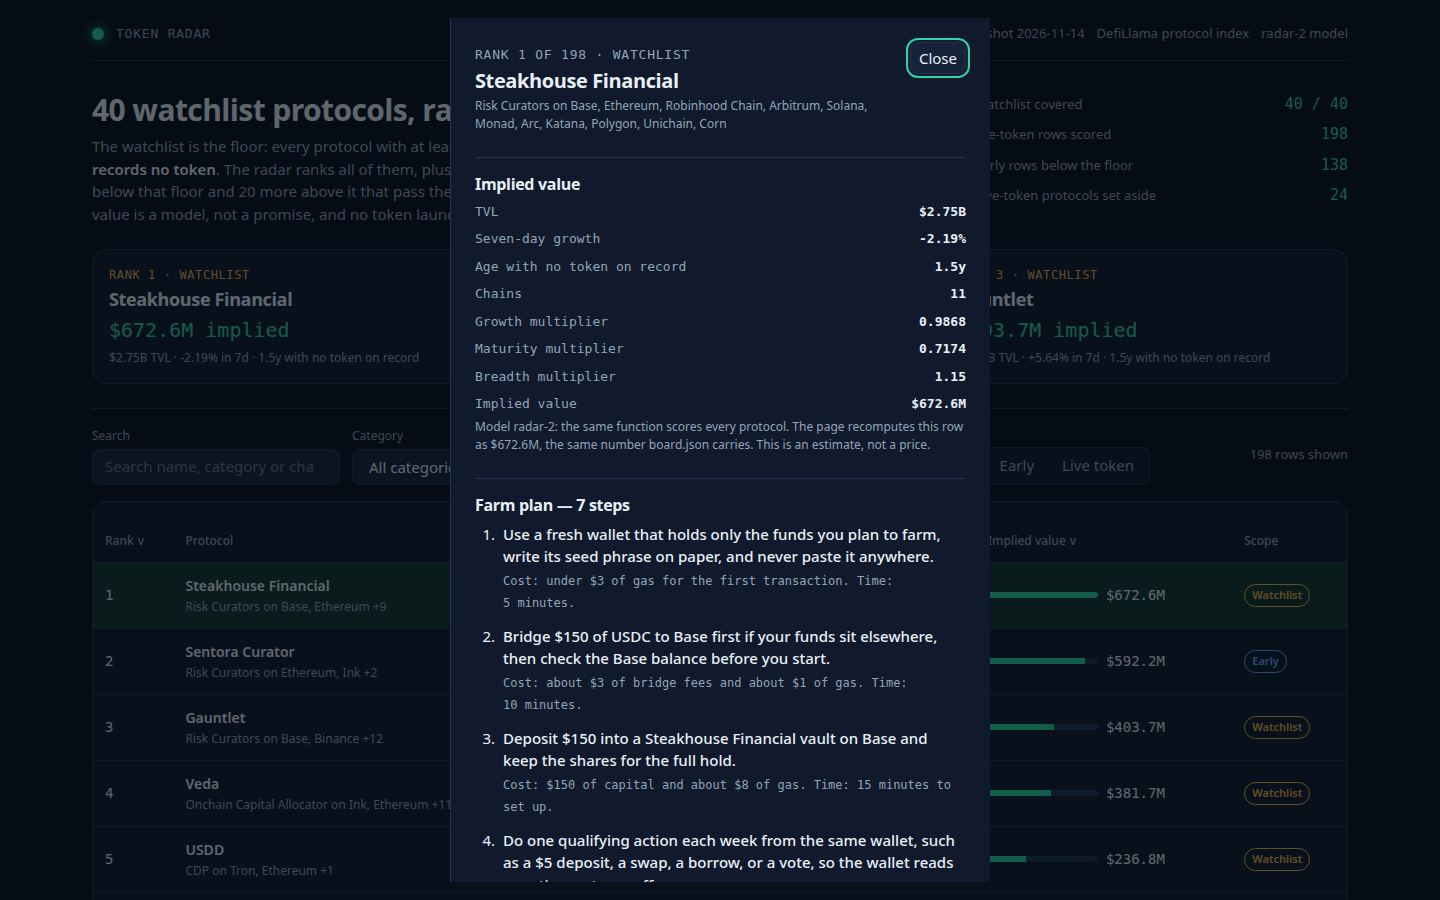 TOKEN RADAR
shot 2026-11-14 DefiLlama protocol index radar-2 model
40 watchlist protocols, ra
The watchlist is the floor: every protocol with at lea
records no token. The radar ranks all of them, plus
below that floor and 20 more above it that pass the
value is a model, not a promise, and no token laun
atchlist covered 40 / 40
e-token rows scored 198
rly rows below the floor 138
ve-token protocols set aside 24
RANK 1 · WATCHLIST
Steakhouse Financial
$672.6M implied
$2.75B TVL · -2.19% in 7d · 1.5y with no token on record
3 · WATCHLIST
untlet
03.7M implied
B TVL · +5.64% in 7d · 1.5y with no token on record
Search
Search name, category or cha
Category
All categorie
Early Live token
198 rows shown
Rank v Protocol Implied value v Scope
1 Steakhouse Financial $672.6M Watchlist
Risk Curators on Base, Ethereum +9
2 Sentora Curator $592.2M Early
Risk Curators on Ethereum, Ink +2
3 Gauntlet $403.7M Watchlist
Risk Curators on Base, Binance +12
4 Veda $381.7M Watchlist
Onchain Capital Allocator on Ink, Ethereum +11
5 USDD $236.8M Watchlist
CDP on Tron, Ethereum +1
RANK 1 OF 198 · WATCHLIST
Close
Steakhouse Financial
Risk Curators on Base, Ethereum, Robinhood Chain, Arbitrum, Solana,
Monad, Arc, Katana, Polygon, Unichain, Corn
Implied value
TVL $2.75B
Seven-day growth -2.19%
Age with no token on record 1.5y
Chains 11
Growth multiplier 0.9868
Maturity multiplier 0.7174
Breadth multiplier 1.15
Implied value $672.6M
Model radar-2: the same function scores every protocol. The page recomputes this row
as $672.6M, the same number board.json carries. This is an estimate, not a price.
Farm plan — 7 steps
1. Use a fresh wallet that holds only the funds you plan to farm,
write its seed phrase on paper, and never paste it anywhere.
Cost: under $3 of gas for the first transaction. Time:
5 minutes.
2. Bridge $150 of USDC to Base first if your funds sit elsewhere,
then check the Base balance before you start.
Cost: about $3 of bridge fees and about $1 of gas. Time:
10 minutes.
3. Deposit $150 into a Steakhouse Financial vault on Base and
keep the shares for the full hold.
Cost: $150 of capital and about $8 of gas. Time: 15 minutes to
set up.
4. Do one qualifying action each week from the same wallet, such
as a $5 deposit, a swap, a borrow, or a vote, so the wallet reads